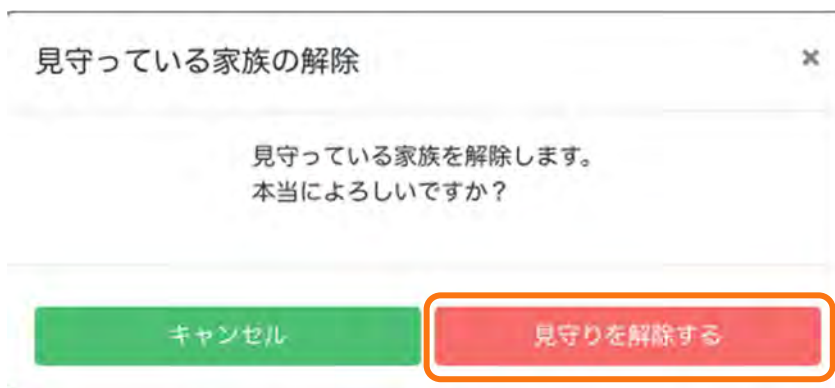 見守っている家族の解除
×
見守っている家族を解除します。
本当によろしいですか？
キャンセル
見守りを解除する